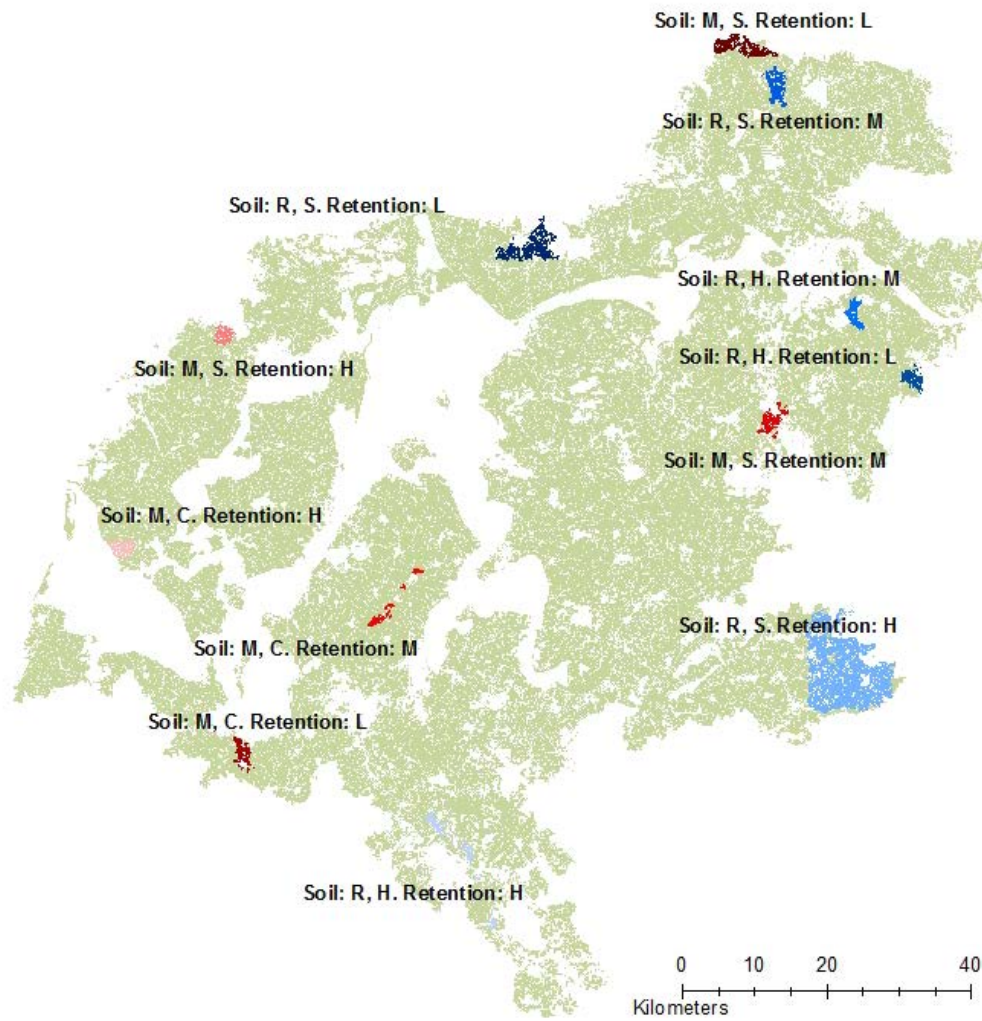 Soil: M, S. Retention: L
Soil: R, S. Retention: M
Soil: R, S. Retention: L
Soil: R, H. Retention: M
Soil: R, H. Retention: L
Soil: M, S. Retention: H
Soil: M, S. Retention: M
Soil: M, C. Retention: H
Soil: R, S. Retention: H
Soil: M, C. Retention: M
Soil: M, C. Retention: L
Soil: R, H. Retention: H
0 10 20 40
Kilometers